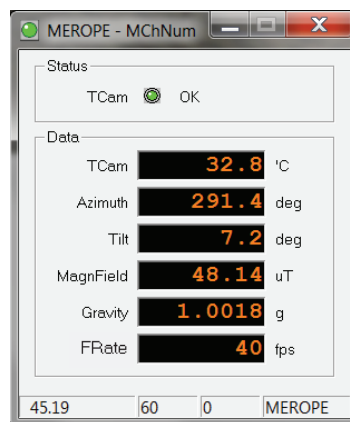 MEROPE - MChNum
Status
TCam OK
Data
TCam 32.8 'C
Azimuth 291.4 deg
Tilt 7.2 deg
MagnField 48.14 uT
Gravity 1.0018 g
FRate 40 fps
45.19 60 0 MEROPE